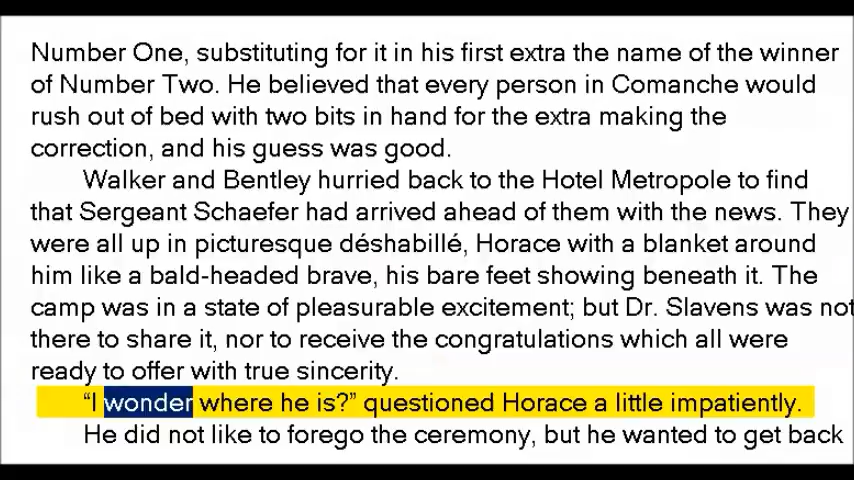 Number One, substituting for it in his first extra the name of the winner
of Number Two. He believed that every person in Comanche would
rush out of bed with two bits in hand for the extra making the
correction, and his guess was good.
Walker and Bentley hurried back to the Hotel Metropole to find
that Sergeant Schaefer had arrived ahead of them with the news. They
were all up in picturesque déshabillé, Horace with a blanket around
him like a bald-headed brave, his bare feet showing beneath it. The
camp was in a state of pleasurable excitement; but Dr. Slavens was not
there to share it, nor to receive the congratulations which all were
ready to offer with true sincerity.
“I wonder where he is?” questioned Horace a little impatiently.
He did not like to forego the ceremony, but he wanted to get back